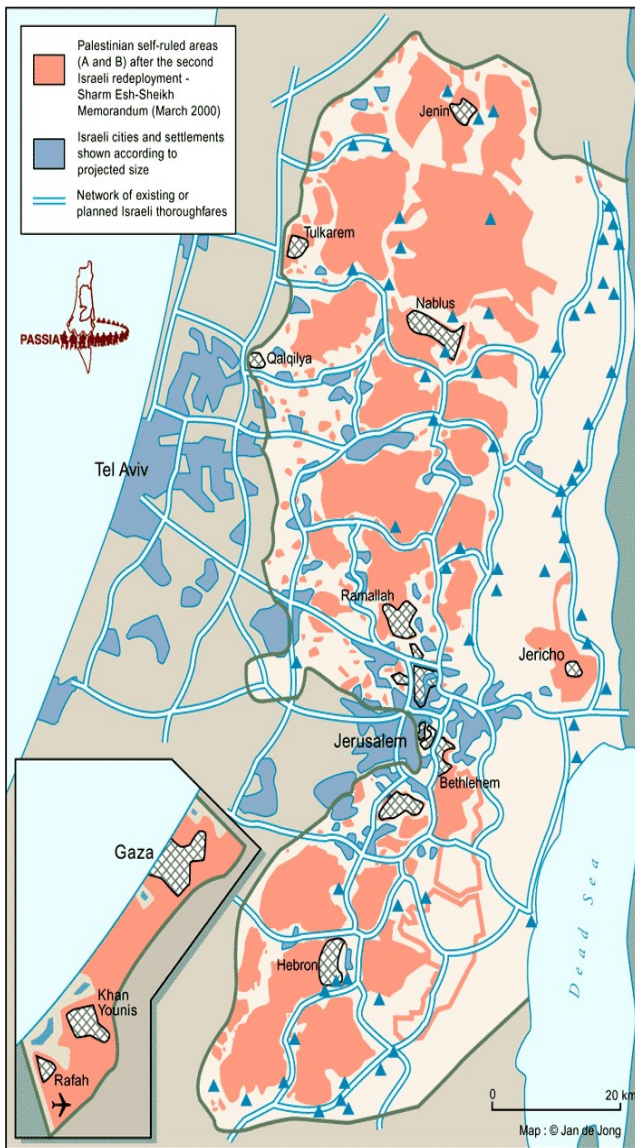 Palestinian self-ruled areas
(A and B) after the second
Israeli redeployment -
Sharm Esh-Sheikh
Memorandum (March 2000)
Israeli cities and settlements
shown according to
projected size
Network of existing or
planned Israeli thoroughfares
PASSIA
Jenin
Tulkarem
Nablus
Qalqilya
Tel Aviv
Ramallah
Jericho
Jerusalem
Bethlehem
Gaza
Hebron
Khan
Younis
Rafah
Dead Sea
0 20 km
Map : © Jan de Jong